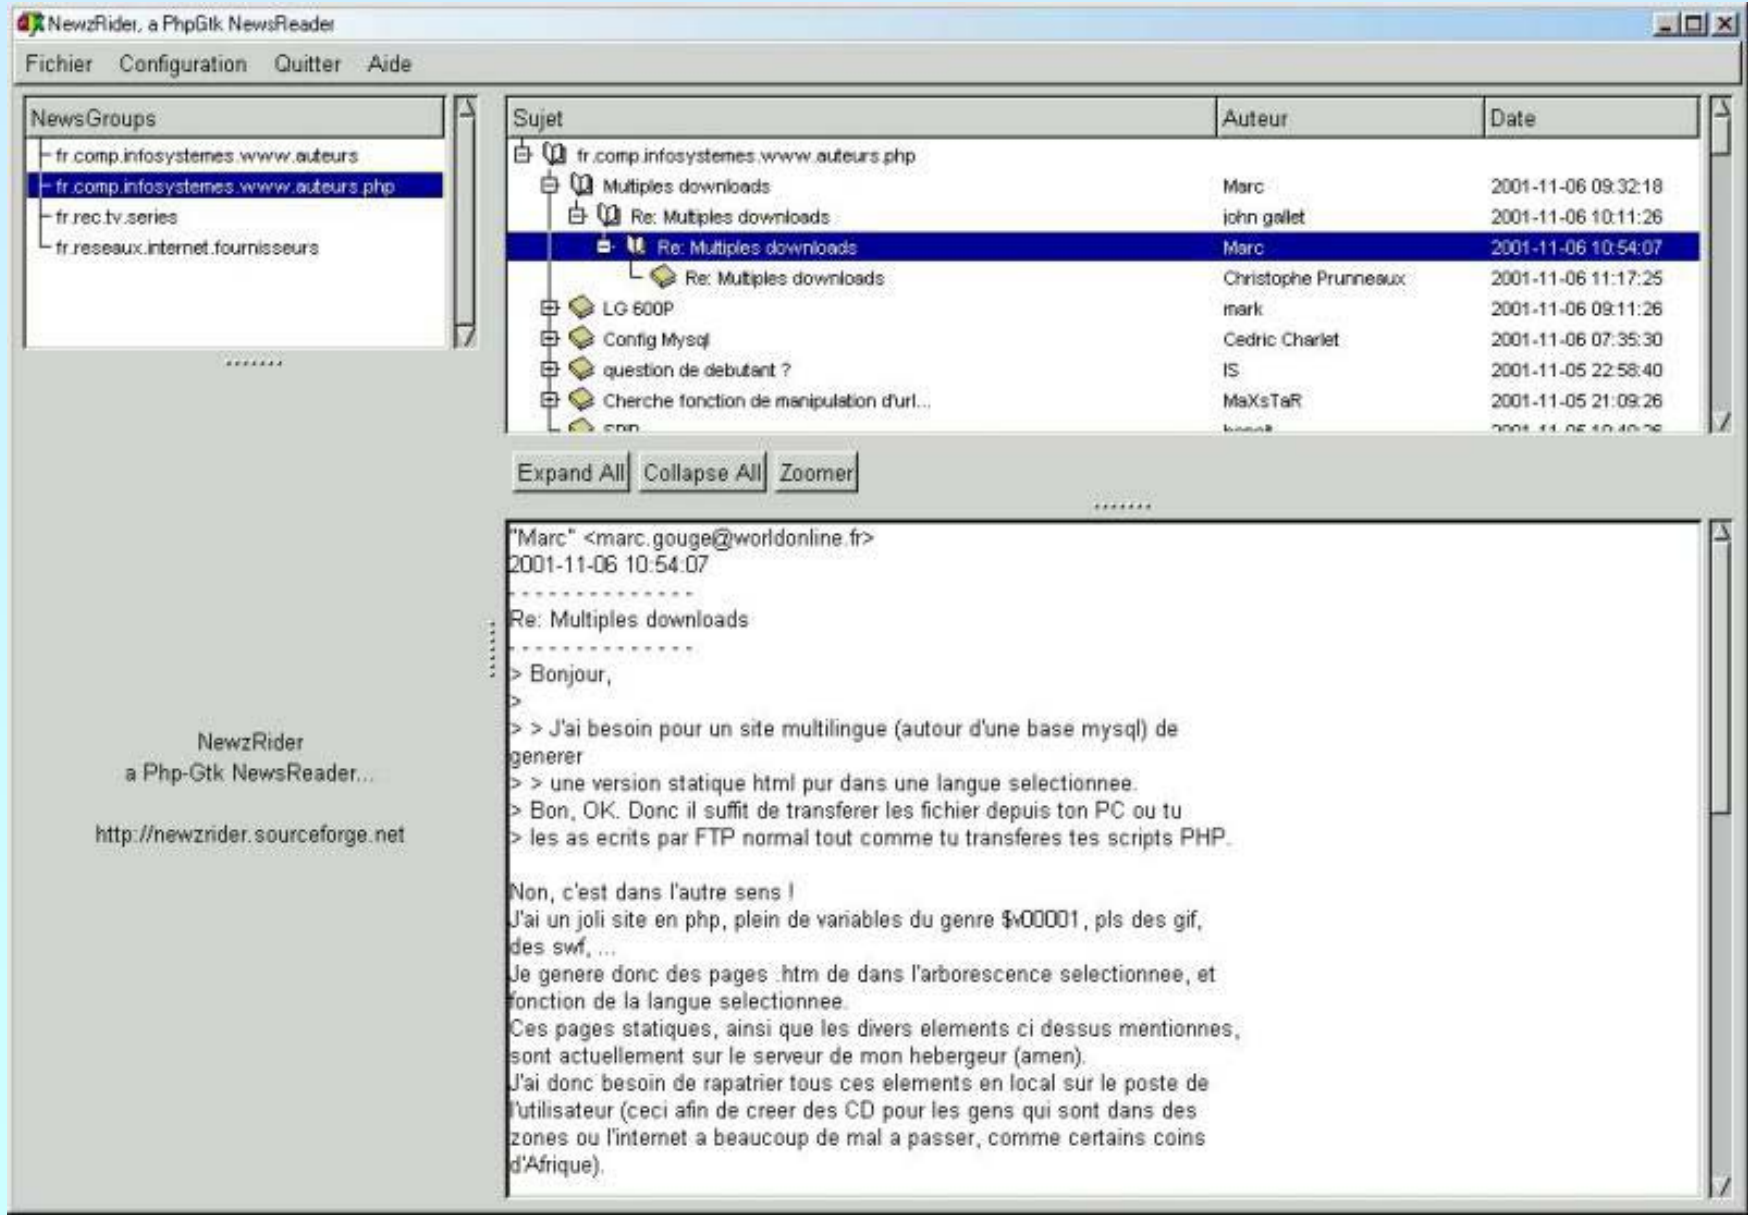 NewzRider, a PhpGtk NewsReader
Fichier Configuration Quitter Aide
NewsGroups
fr.comp.infosystemes.www.auteurs
fr.comp.infosystemes.www.auteurs.php
fr.rec.tv.series
fr.reseaux.internet.fournisseurs
Sujet Auteur Date
fr.comp.infosystemes.www.auteurs.php
Multiples downloads Marc 2001-11-06 09:32:18
Re: Multiples downloads john gallet 2001-11-06 10:11:26
Re: Multiples downloads Marc 2001-11-06 10:54:07
Re: Multiples downloads Christophe Prunneaux 2001-11-06 11:17:25
LG 600P mark 2001-11-06 09:11:26
Config Mysql Cedric Charlet 2001-11-06 07:35:30
question de debutant ? IS 2001-11-05 22:58:40
Cherche fonction de manipulation d'url... MaXsTaR 2001-11-05 21:09:26
Expand All Collapse All Zoomer
NewzRider
a Php-Gtk NewsReader...
http://newzrider.sourceforge.net
"Marc" <marc.gouge@worldonline.fr>
2001-11-06 10:54:07
- - - - - - - - - - - - - -
Re: Multiples downloads
- - - - - - - - - - - - - -
> Bonjour,
>
> > J'ai besoin pour un site multilingue (autour d'une base mysql) de
generer
> > une version statique html pur dans une langue selectionnee.
> Bon, OK. Donc il suffit de transferer les fichier depuis ton PC ou tu
> les as ecrits par FTP normal tout comme tu transferes tes scripts PHP.
Non, c'est dans l'autre sens !
J'ai un joli site en php, plein de variables du genre $v00001, pls des gif,
des swf, ...
Je genere donc des pages .htm de dans l'arborescence selectionnee, et
fonction de la langue selectionnee.
Ces pages statiques, ainsi que les divers elements ci dessus mentionnes,
sont actuellement sur le serveur de mon hebergeur (amen).
J'ai donc besoin de rapatrier tous ces elements en local sur le poste de
l'utilisateur (ceci afin de creer des CD pour les gens qui sont dans des
zones ou l'internet a beaucoup de mal a passer, comme certains coins
d'Afrique).